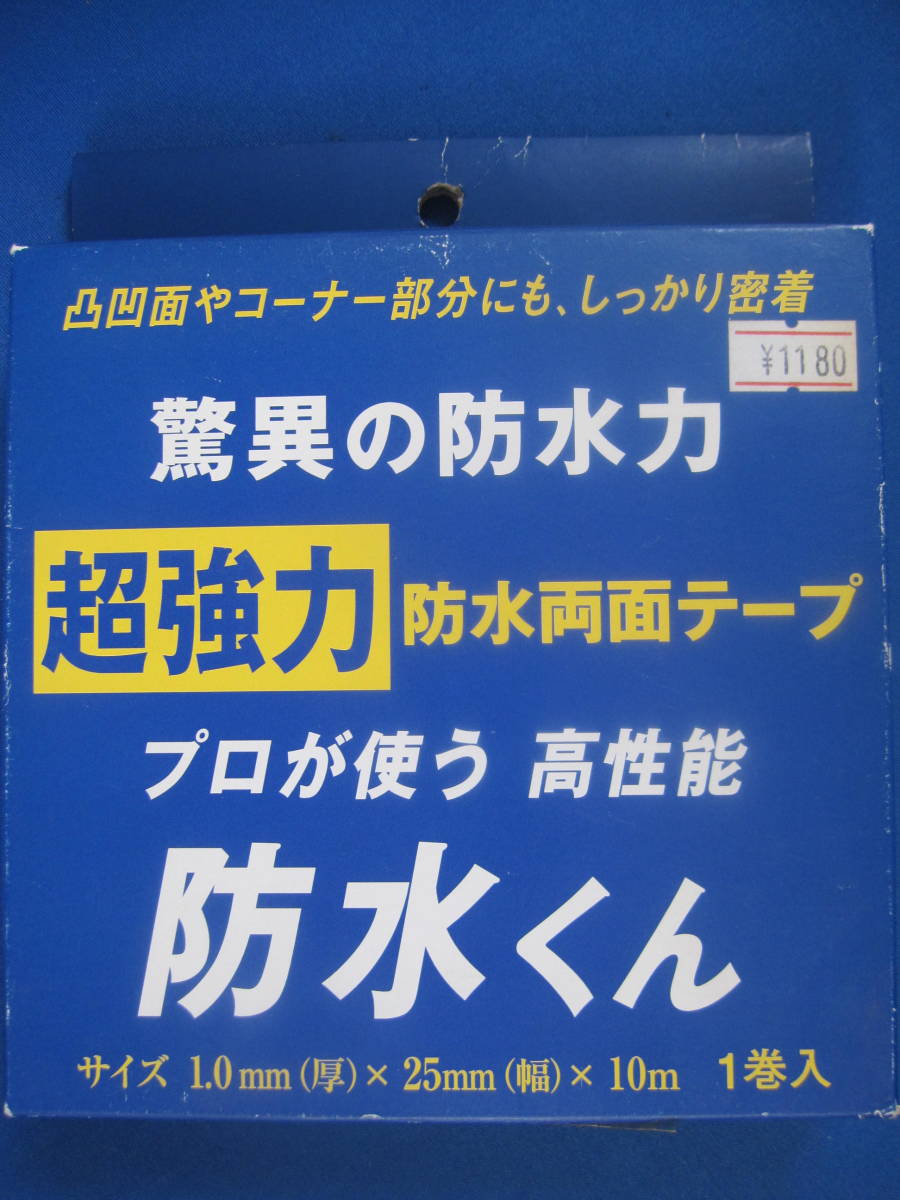 凸凹面やコーナー部分にも、しっかり密着
¥1180
驚異の防水力
超強力 防水両面テープ
プロが使う 高性能
防水くん
サイズ 1.0mm(厚)×25mm(幅)×10m 1巻入